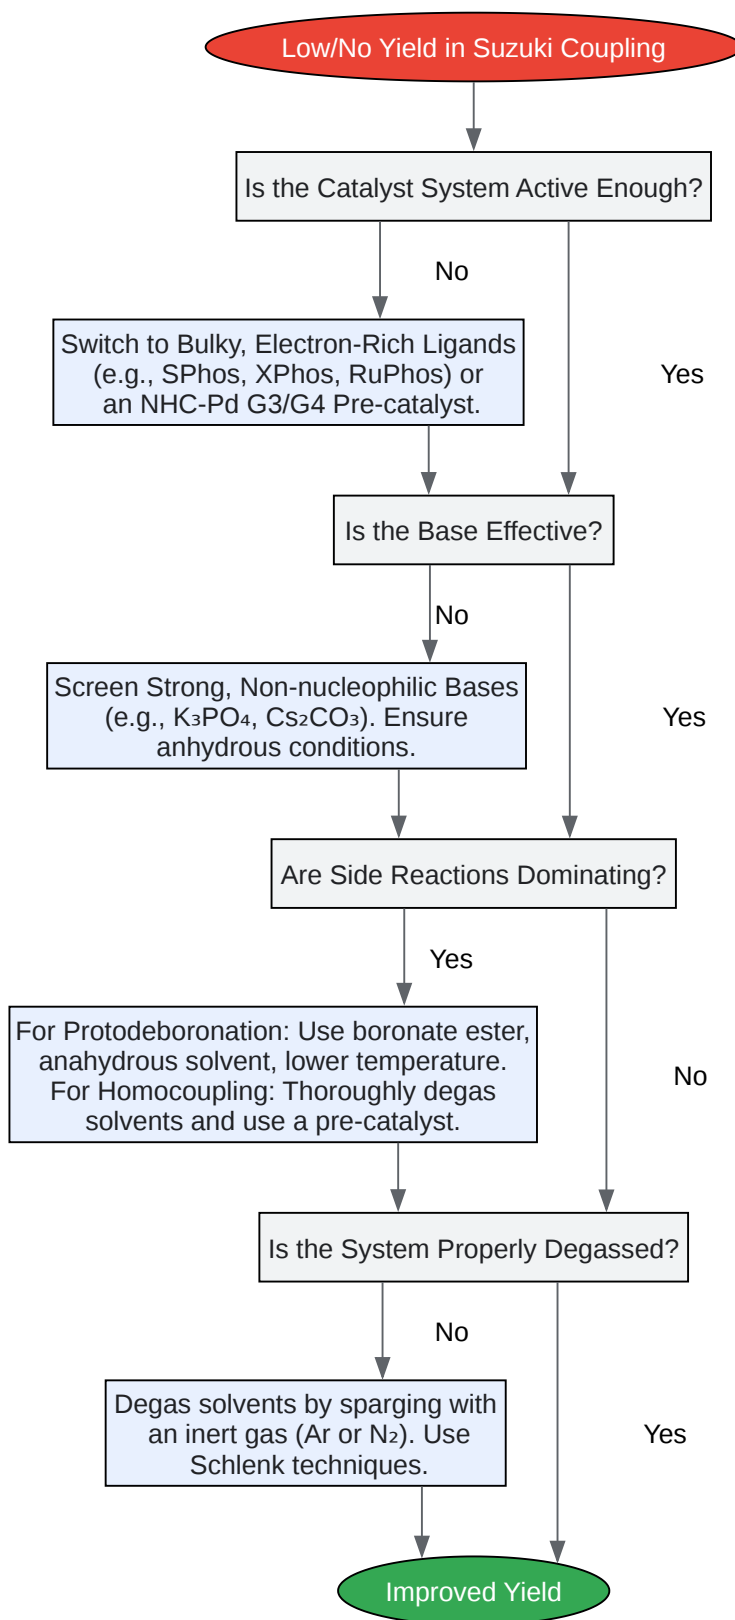 Low/No Yield in Suzuki Coupling
Is the Catalyst System Active Enough?
No
Switch to Bulky, Electron-Rich Ligands
(e.g., SPhos, XPhos, RuPhos) or
an NHC-Pd G3/G4 Pre-catalyst.
Yes
Is the Base Effective?
No
Screen Strong, Non-nucleophilic Bases
(e.g., K₃PO₄, Cs₂CO₃). Ensure
anhydrous conditions.
Yes
Are Side Reactions Dominating?
Yes
For Protodeboronation: Use boronate ester,
anahydrous solvent, lower temperature.
For Homocoupling: Thoroughly degas
solvents and use a pre-catalyst.
No
Is the System Properly Degassed?
No
Degas solvents by sparging with
an inert gas (Ar or N₂). Use
Schlenk techniques.
Yes
Improved Yield